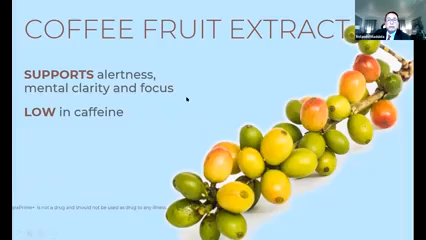 COFFEE FRUIT EXTRACT
SUPPORTS alertness,
mental clarity and focus
LOW in caffeine
is not a drug and should not be used as drug to any illness